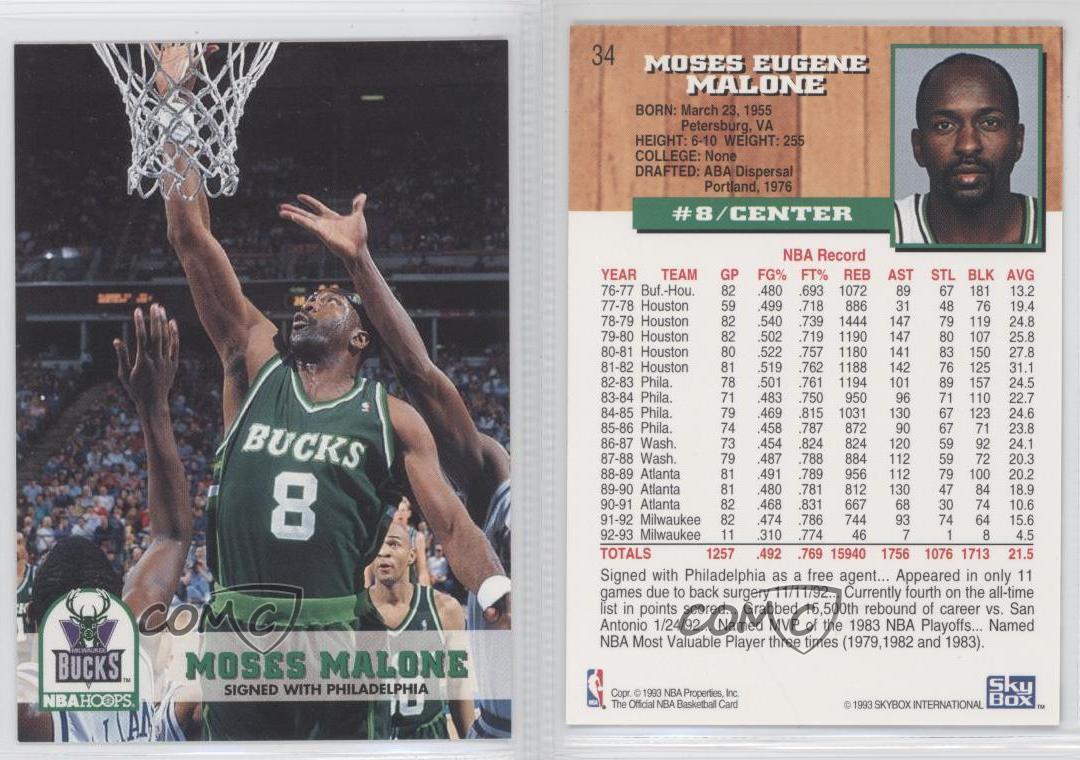 BUCKS
8
MILWAUKEE
BUCKS™
NBA HOOPS®
MOSES MALONE
SIGNED WITH PHILADELPHIA
COMC
34
MOSES EUGENE
MALONE
BORN: March 23, 1955
Petersburg, VA
HEIGHT: 6-10 WEIGHT: 255
COLLEGE: None
DRAFTED: ABA Dispersal
Portland, 1976
#8/CENTER
NBA Record
YEAR TEAM GP FG% FT% REB AST STL BLK AVG
76-77 Buf.-Hou. 82 .480 .693 1072 89 67 181 13.2
77-78 Houston 59 .499 .718 886 31 48 76 19.4
78-79 Houston 82 .540 .739 1444 147 79 119 24.8
79-80 Houston 82 .502 .719 1190 147 80 107 25.8
80-81 Houston 80 .522 .757 1180 141 83 150 27.8
81-82 Houston 81 .519 .762 1188 142 76 125 31.1
82-83 Phila. 78 .501 .761 1194 101 89 157 24.5
83-84 Phila. 71 .483 .750 950 96 71 110 22.7
84-85 Phila. 79 .469 .815 1031 130 67 123 24.6
85-86 Phila. 74 .458 .787 872 90 67 71 23.8
86-87 Wash. 73 .454 .824 824 120 59 92 24.1
87-88 Wash. 79 .487 .788 884 112 59 72 20.3
88-89 Atlanta 81 .491 .789 956 112 79 100 20.2
89-90 Atlanta 81 .480 .781 812 130 47 84 18.9
90-91 Atlanta 82 .468 .831 667 68 30 74 10.6
91-92 Milwaukee 82 .474 .786 744 93 74 64 15.6
92-93 Milwaukee 11 .310 .774 46 7 1 8 4.5
TOTALS 1257 .492 .769 15940 1756 1076 1713 21.5
Signed with Philadelphia as a free agent... Appeared in only 11
games due to back surgery 11/11/92... Currently fourth on the all-time
list in points scored... Grabbed 15,500th rebound of career vs. San
Antonio 1/24/92... Named MVP of the 1983 NBA Playoffs... Named
NBA Most Valuable Player three times (1979,1982 and 1983).
COMC
NBA
Copr. © 1993 NBA Properties, Inc.
The Official NBA Basketball Card
© 1993 SKYBOX INTERNATIONAL
Sky
Box™